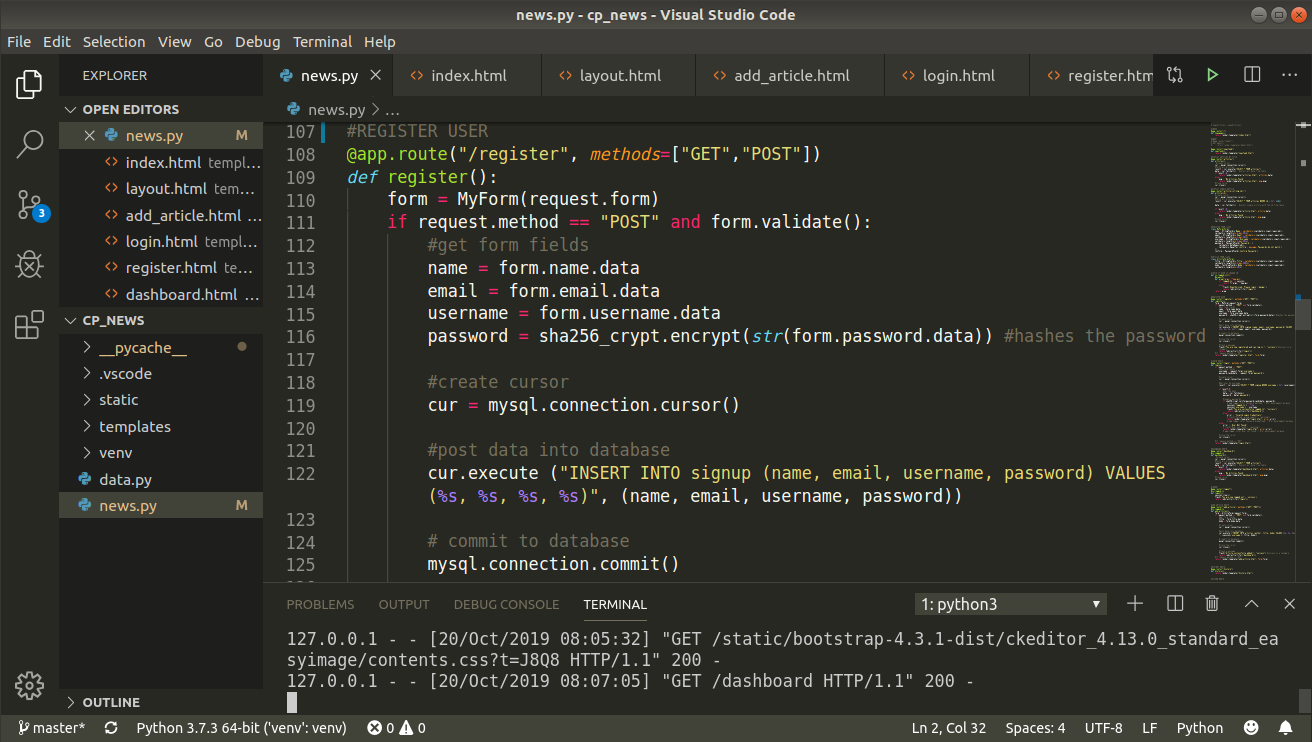 news.py - cp_news - Visual Studio Code
File Edit Selection View Go Debug Terminal Help
EXPLORER
OPEN EDITORS
news.py M
index.html templ...
layout.html tem...
add_article.html ...
login.html templ...
register.html te...
dashboard.html ...
CP_NEWS
__pycache__
.vscode
static
templates
venv
data.py
news.py M
OUTLINE
3
news.py index.html layout.html add_article.html login.html register.htm
news.py > ...
107 #REGISTER USER
108 @app.route("/register", methods=["GET","POST"])
109 def register():
110 form = MyForm(request.form)
111 if request.method == "POST" and form.validate():
112 #get form fields
113 name = form.name.data
114 email = form.email.data
115 username = form.username.data
116 password = sha256_crypt.encrypt(str(form.password.data)) #hashes the password
117
118 #create cursor
119 cur = mysql.connection.cursor()
120
121 #post data into database
122 cur.execute ("INSERT INTO signup (name, email, username, password) VALUES
(%s, %s, %s, %s)", (name, email, username, password))
123
124 # commit to database
125 mysql.connection.commit()
PROBLEMS OUTPUT DEBUG CONSOLE TERMINAL 1: python3
127.0.0.1 - - [20/Oct/2019 08:05:32] "GET /static/bootstrap-4.3.1-dist/ckeditor_4.13.0_standard_ea
syimage/contents.css?t=J8Q8 HTTP/1.1" 200 -
127.0.0.1 - - [20/Oct/2019 08:07:05] "GET /dashboard HTTP/1.1" 200 -
master* Python 3.7.3 64-bit ('venv': venv) 0 0 Ln 2, Col 32 Spaces: 4 UTF-8 LF Python